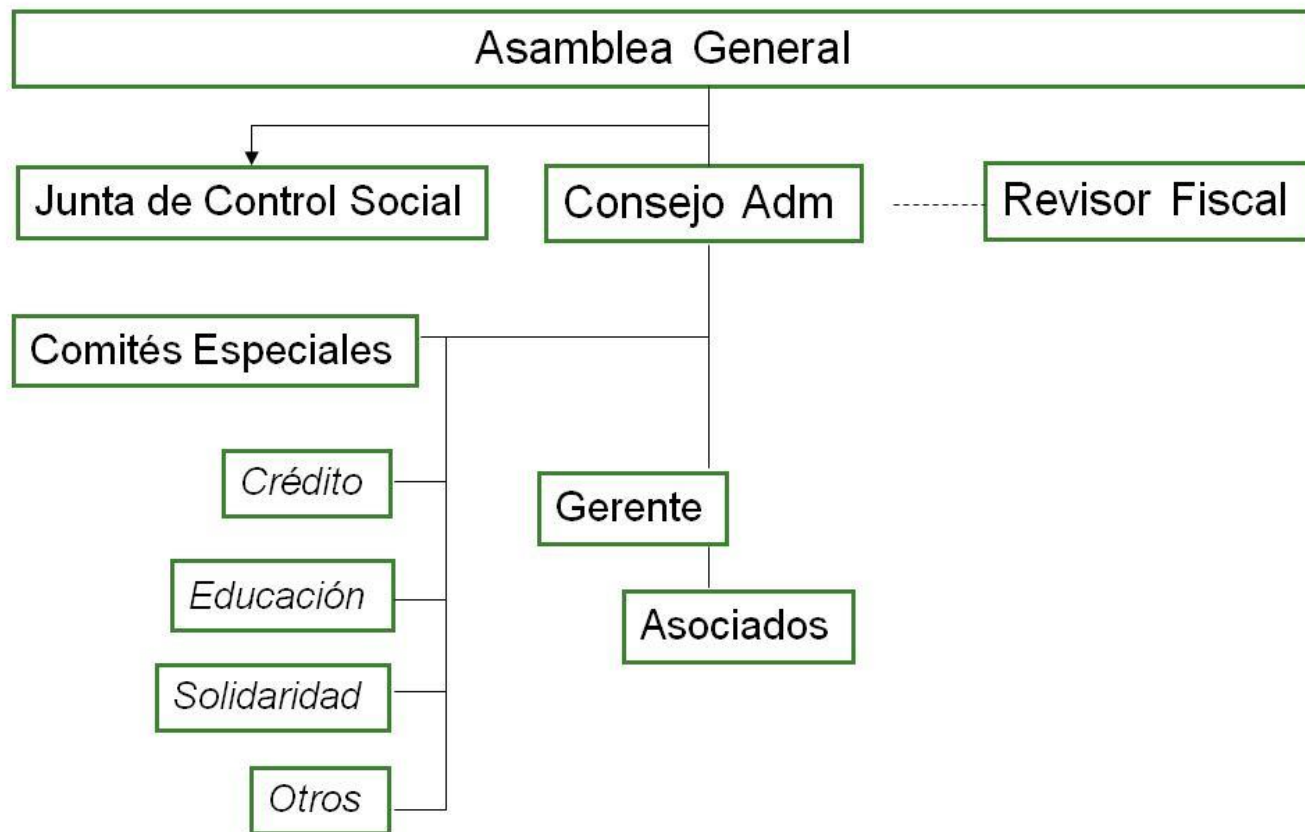 Asamblea General
Junta de Control Social
Consejo Adm
Revisor Fiscal
Comités Especiales
Crédito
Gerente
Educación
Asociados
Solidaridad
Otros